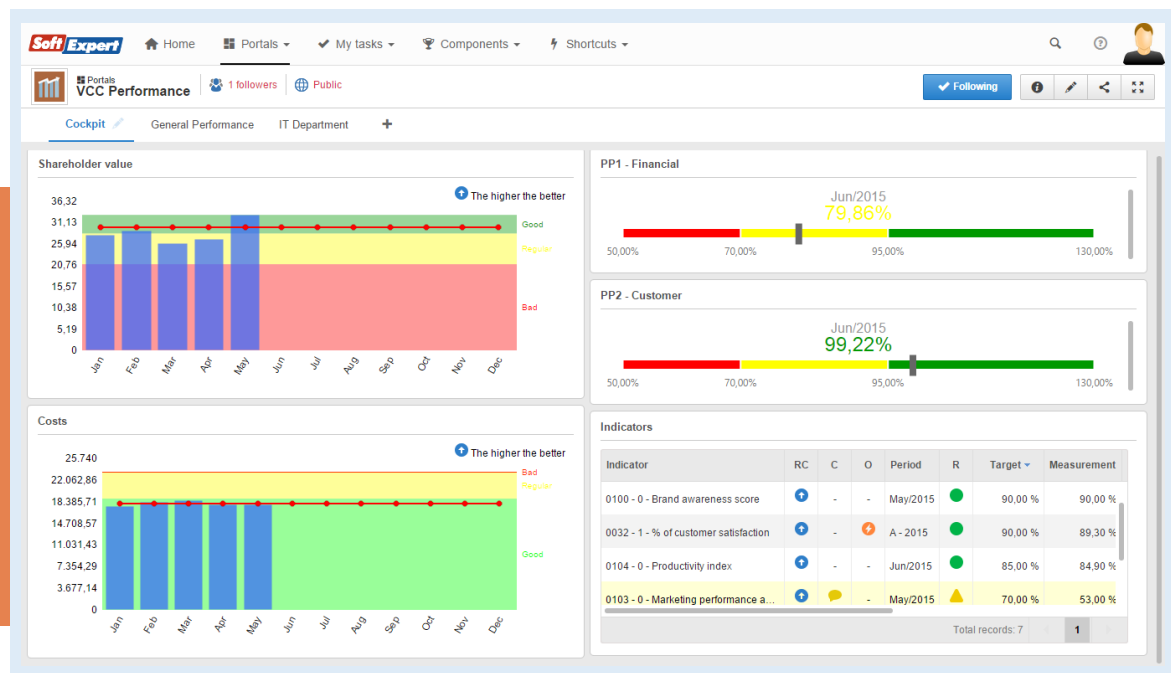 Soft Expert Home Portals My tasks Components Shortcuts
Portals
VCC Performance 1 followers Public Following
Cockpit General Performance IT Department
Shareholder value
The higher the better
36,32
31,13
25,94
20,76
15,57
10,38
5,19
0
Good
Regular
Bad
Jan Feb Mar Apr May Jun Jul Aug Sep Oct Nov Dec
Costs
The higher the better
25.740
22.062,86
18.385,71
14.708,57
11.031,43
7.354,29
3.677,14
0
Bad
Regular
Good
Jan Feb Mar Apr May Jun Jul Aug Sep Oct Nov Dec
PP1 - Financial
Jun/2015
79,86%
50,00% 70,00% 95,00% 130,00%
PP2 - Customer
Jun/2015
99,22%
50,00% 70,00% 95,00% 130,00%
Indicators
Indicator RC C O Period R Target Measurement
0100 - 0 - Brand awareness score - - May/2015 90,00 % 90,00 %
0032 - 1 - % of customer satisfaction - A - 2015 90,00 % 89,30 %
0104 - 0 - Productivity index - - Jun/2015 85,00 % 84,90 %
0103 - 0 - Marketing performance a... - May/2015 70,00 % 53,00 %
Total records: 7 1